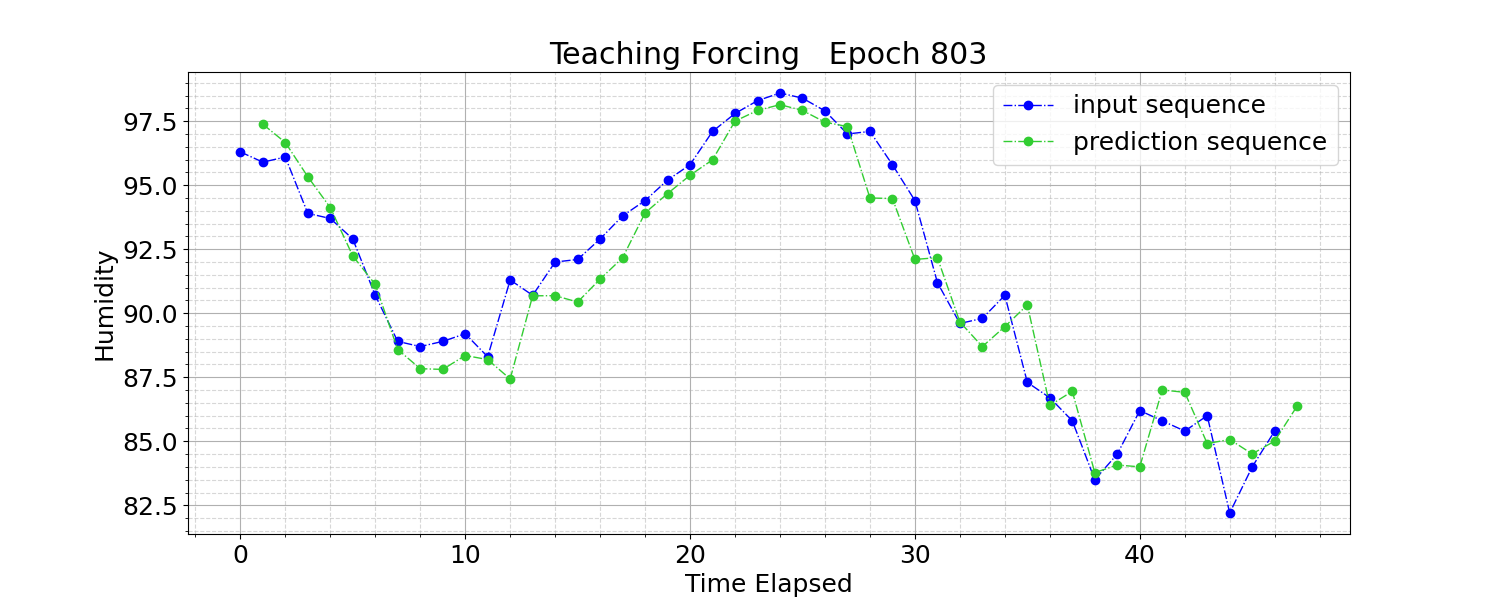 Teaching Forcing   Epoch 803
input sequence
prediction sequence
Humidity
97.5
95.0
92.5
90.0
87.5
85.0
82.5
0 10 20 30 40
Time Elapsed